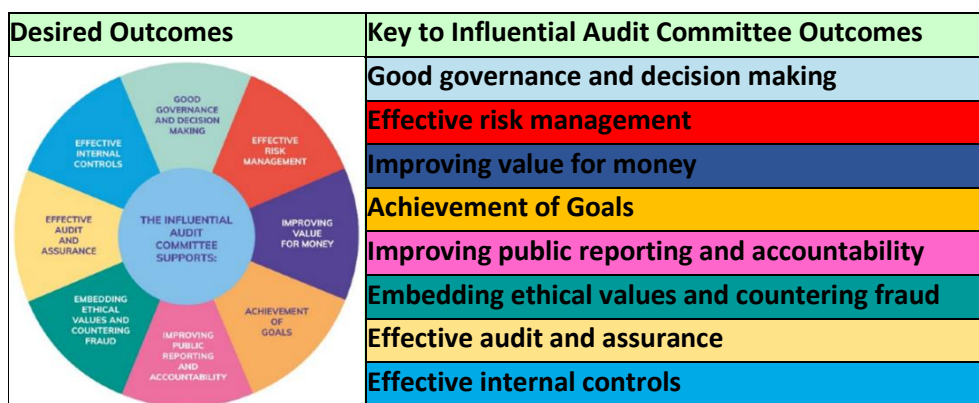 Desired Outcomes
Key to Influential Audit Committee Outcomes
GOOD
GOVERNANCE
AND DECISION
MAKING
EFFECTIVE
RISK
MANAGEMENT
IMPROVING
VALUE
FOR MONEY
ACHIEVEMENT
OF
GOALS
IMPROVING
PUBLIC
REPORTING
AND
ACCOUNTABILITY
EMBEDDING
ETHICAL
VALUES AND
COUNTERING
FRAUD
EFFECTIVE
AUDIT
AND
ASSURANCE
EFFECTIVE
INTERNAL
CONTROLS
THE INFLUENTIAL
AUDIT
COMMITTEE
SUPPORTS:
Good governance and decision making
Effective risk management
Improving value for money
Achievement of Goals
Improving public reporting and accountability
Embedding ethical values and countering fraud
Effective audit and assurance
Effective internal controls